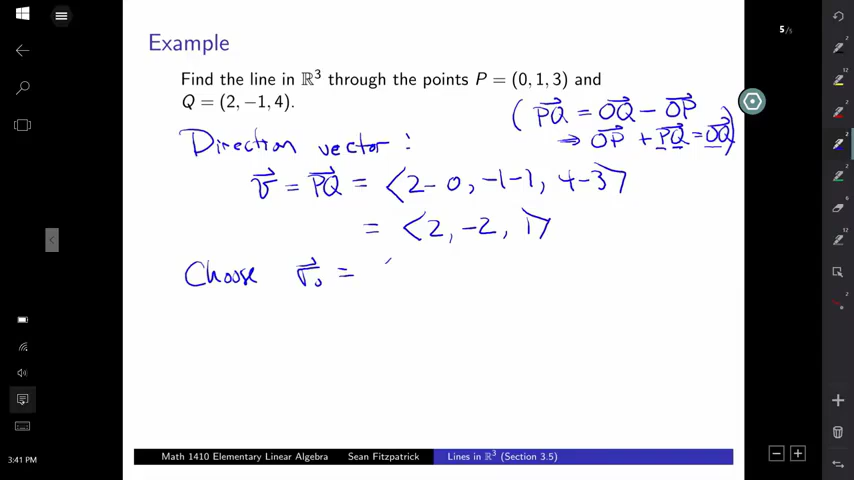 5/5
Example
Find the line in ℝ³ through the points P = (0, 1, 3) and
Q = (2, −1, 4).
(PQ⃗ = OQ⃗ − OP⃗
⇒ OP⃗ + PQ⃗ = OQ⃗)
Direction vector :
v⃗ = PQ⃗ = ⟨2−0, −1−1, 4−3⟩
= ⟨2, −2, 1⟩
Choose r⃗₀ =
Math 1410 Elementary Linear Algebra Sean Fitzpatrick Lines in ℝ³ (Section 3.5)
3:41 PM